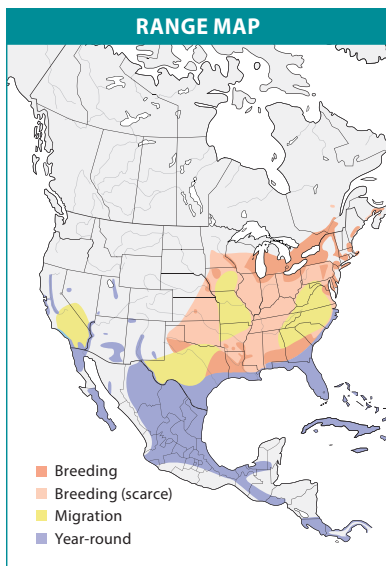 RANGE MAP
Breeding
Breeding (scarce)
Migration
Year-round